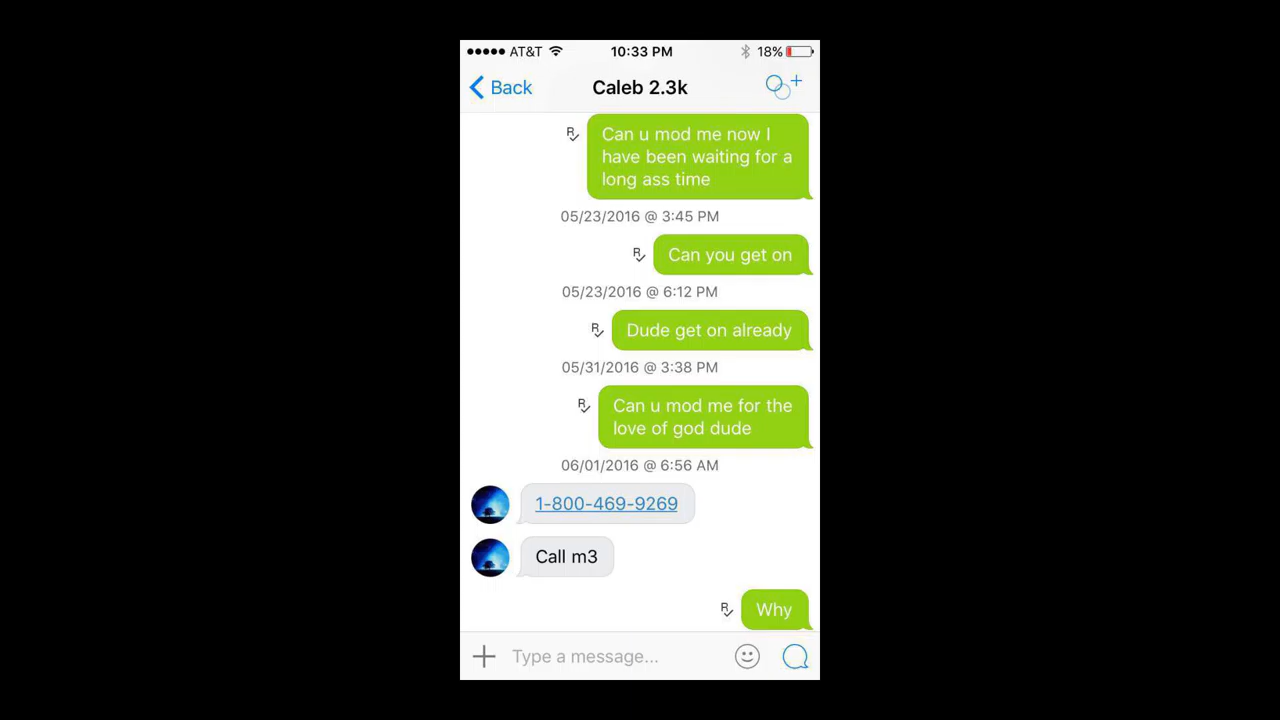 AT&T 10:33 PM 18%
Back Caleb 2.3k
R Can u mod me now I
have been waiting for a
long ass time
05/23/2016 @ 3:45 PM
R Can you get on
05/23/2016 @ 6:12 PM
R Dude get on already
05/31/2016 @ 3:38 PM
R Can u mod me for the
love of god dude
06/01/2016 @ 6:56 AM
1-800-469-9269
Call m3
R Why
Type a message...